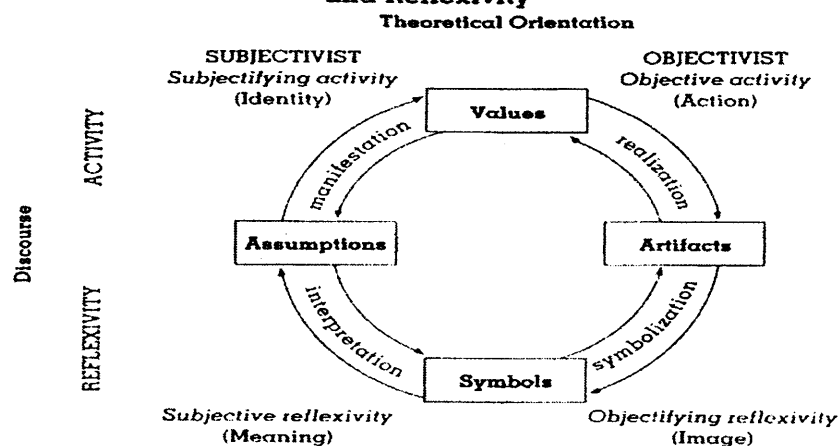 and Reflexivity
Theoretical Orientation
SUBJECTIVIST
Subjectifying activity
(Identity)
OBJECTIVIST
Objective activity
(Action)
Values
manifestation
realization
ACTIVITY
Discourse
Assumptions
Artifacts
REFLEXIVITY
interpretation
symbolization
Symbols
Subjective reflexivity
(Meaning)
Objectifying reflexivity
(Image)